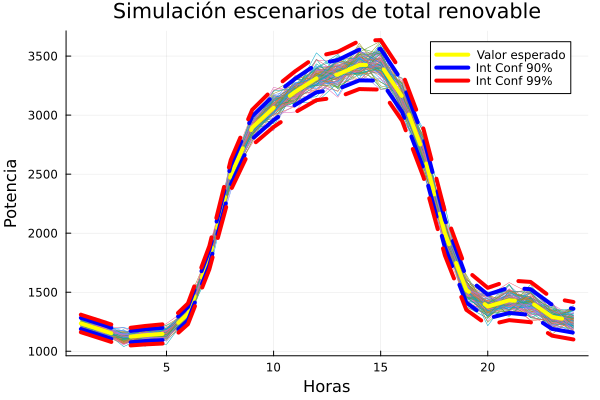 Simulación escenarios de total renovable
Potencia
3500
3000
2500
2000
1500
1000
Valor esperado
Int Conf 90%
Int Conf 99%
5
10
15
20
Horas